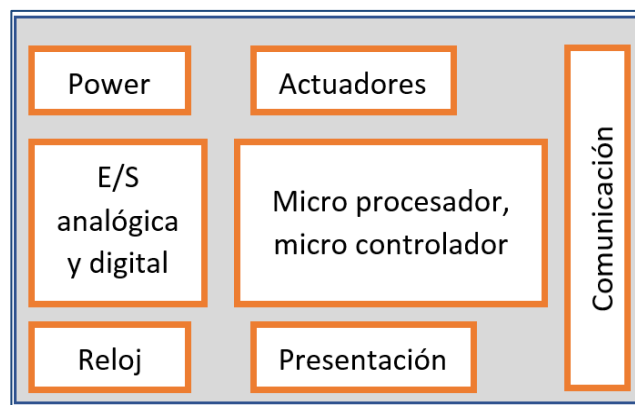 Power
Actuadores
E/S
analógica
y digital
Micro procesador,
micro controlador
Comunicación
Reloj
Presentación